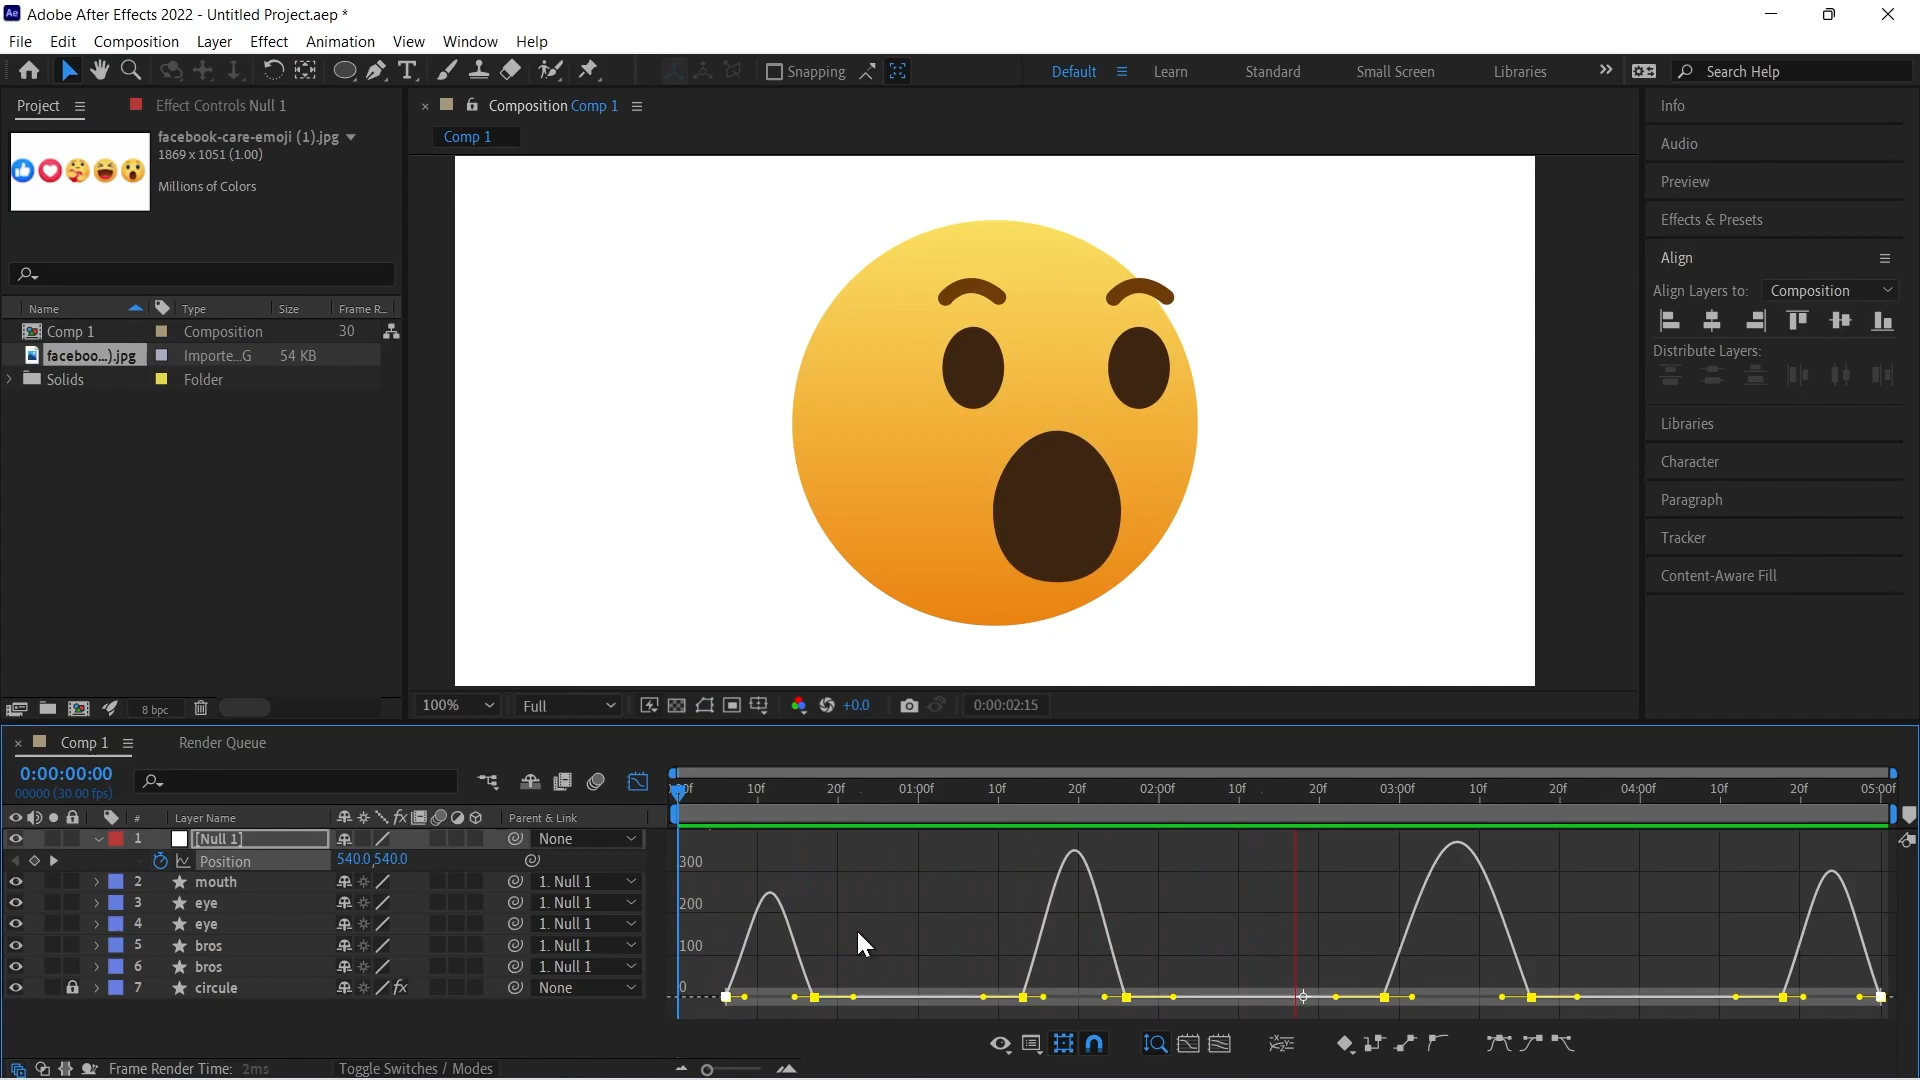 Adobe After Effects 2022 - Untitled Project.aep *
File Edit Composition Layer Effect Animation View Window Help
Snapping Default Learn Standard Small Screen Libraries Search Help
Project Effect Controls Null 1
Composition Comp 1
Info
facebook-care-emoji (1).jpg
1869 x 1051 (1.00)
Millions of Colors
Comp 1
Audio
Preview
Effects & Presets
Align
Align Layers to: Composition
Distribute Layers:
Libraries
Character
Paragraph
Tracker
Content-Aware Fill
Name Type Size Frame R...
Comp 1 Composition 30
faceboo...).jpg Importe...G 54 KB
Solids Folder
8 bpc
100% Full +0.0 0:00:02:15
Comp 1 Render Queue
0:00:00:00
00000 (30.00 fps)
10f 20f 01:00f 10f 20f 02:00f 10f 20f 03:00f 10f 20f 04:00f 10f 20f 05:00f
# Layer Name Parent & Link
1 [Null 1] None
Position 540.0,540.0
2 mouth 1. Null 1
3 eye 1. Null 1
4 eye 1. Null 1
5 bros 1. Null 1
6 bros 1. Null 1
7 circule fx None
300
200
100
0
Frame Render Time: 2ms Toggle Switches / Modes